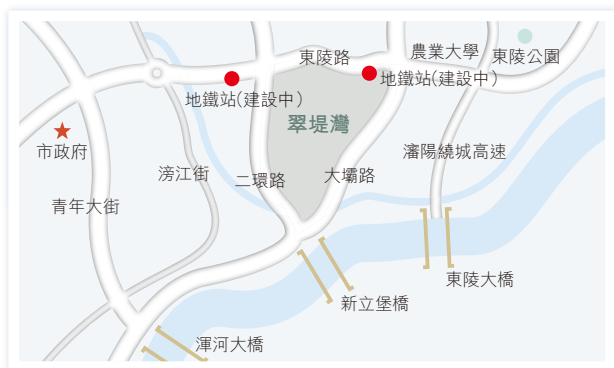 農業大學
東陵路
東陵公園
地鐵站(建設中)
地鐵站(建設中)
翠堤灣
市政府
瀋陽繞城高速
滂江街
二環路
大壩路
青年大街
東陵大橋
新立堡橋
渾河大橋